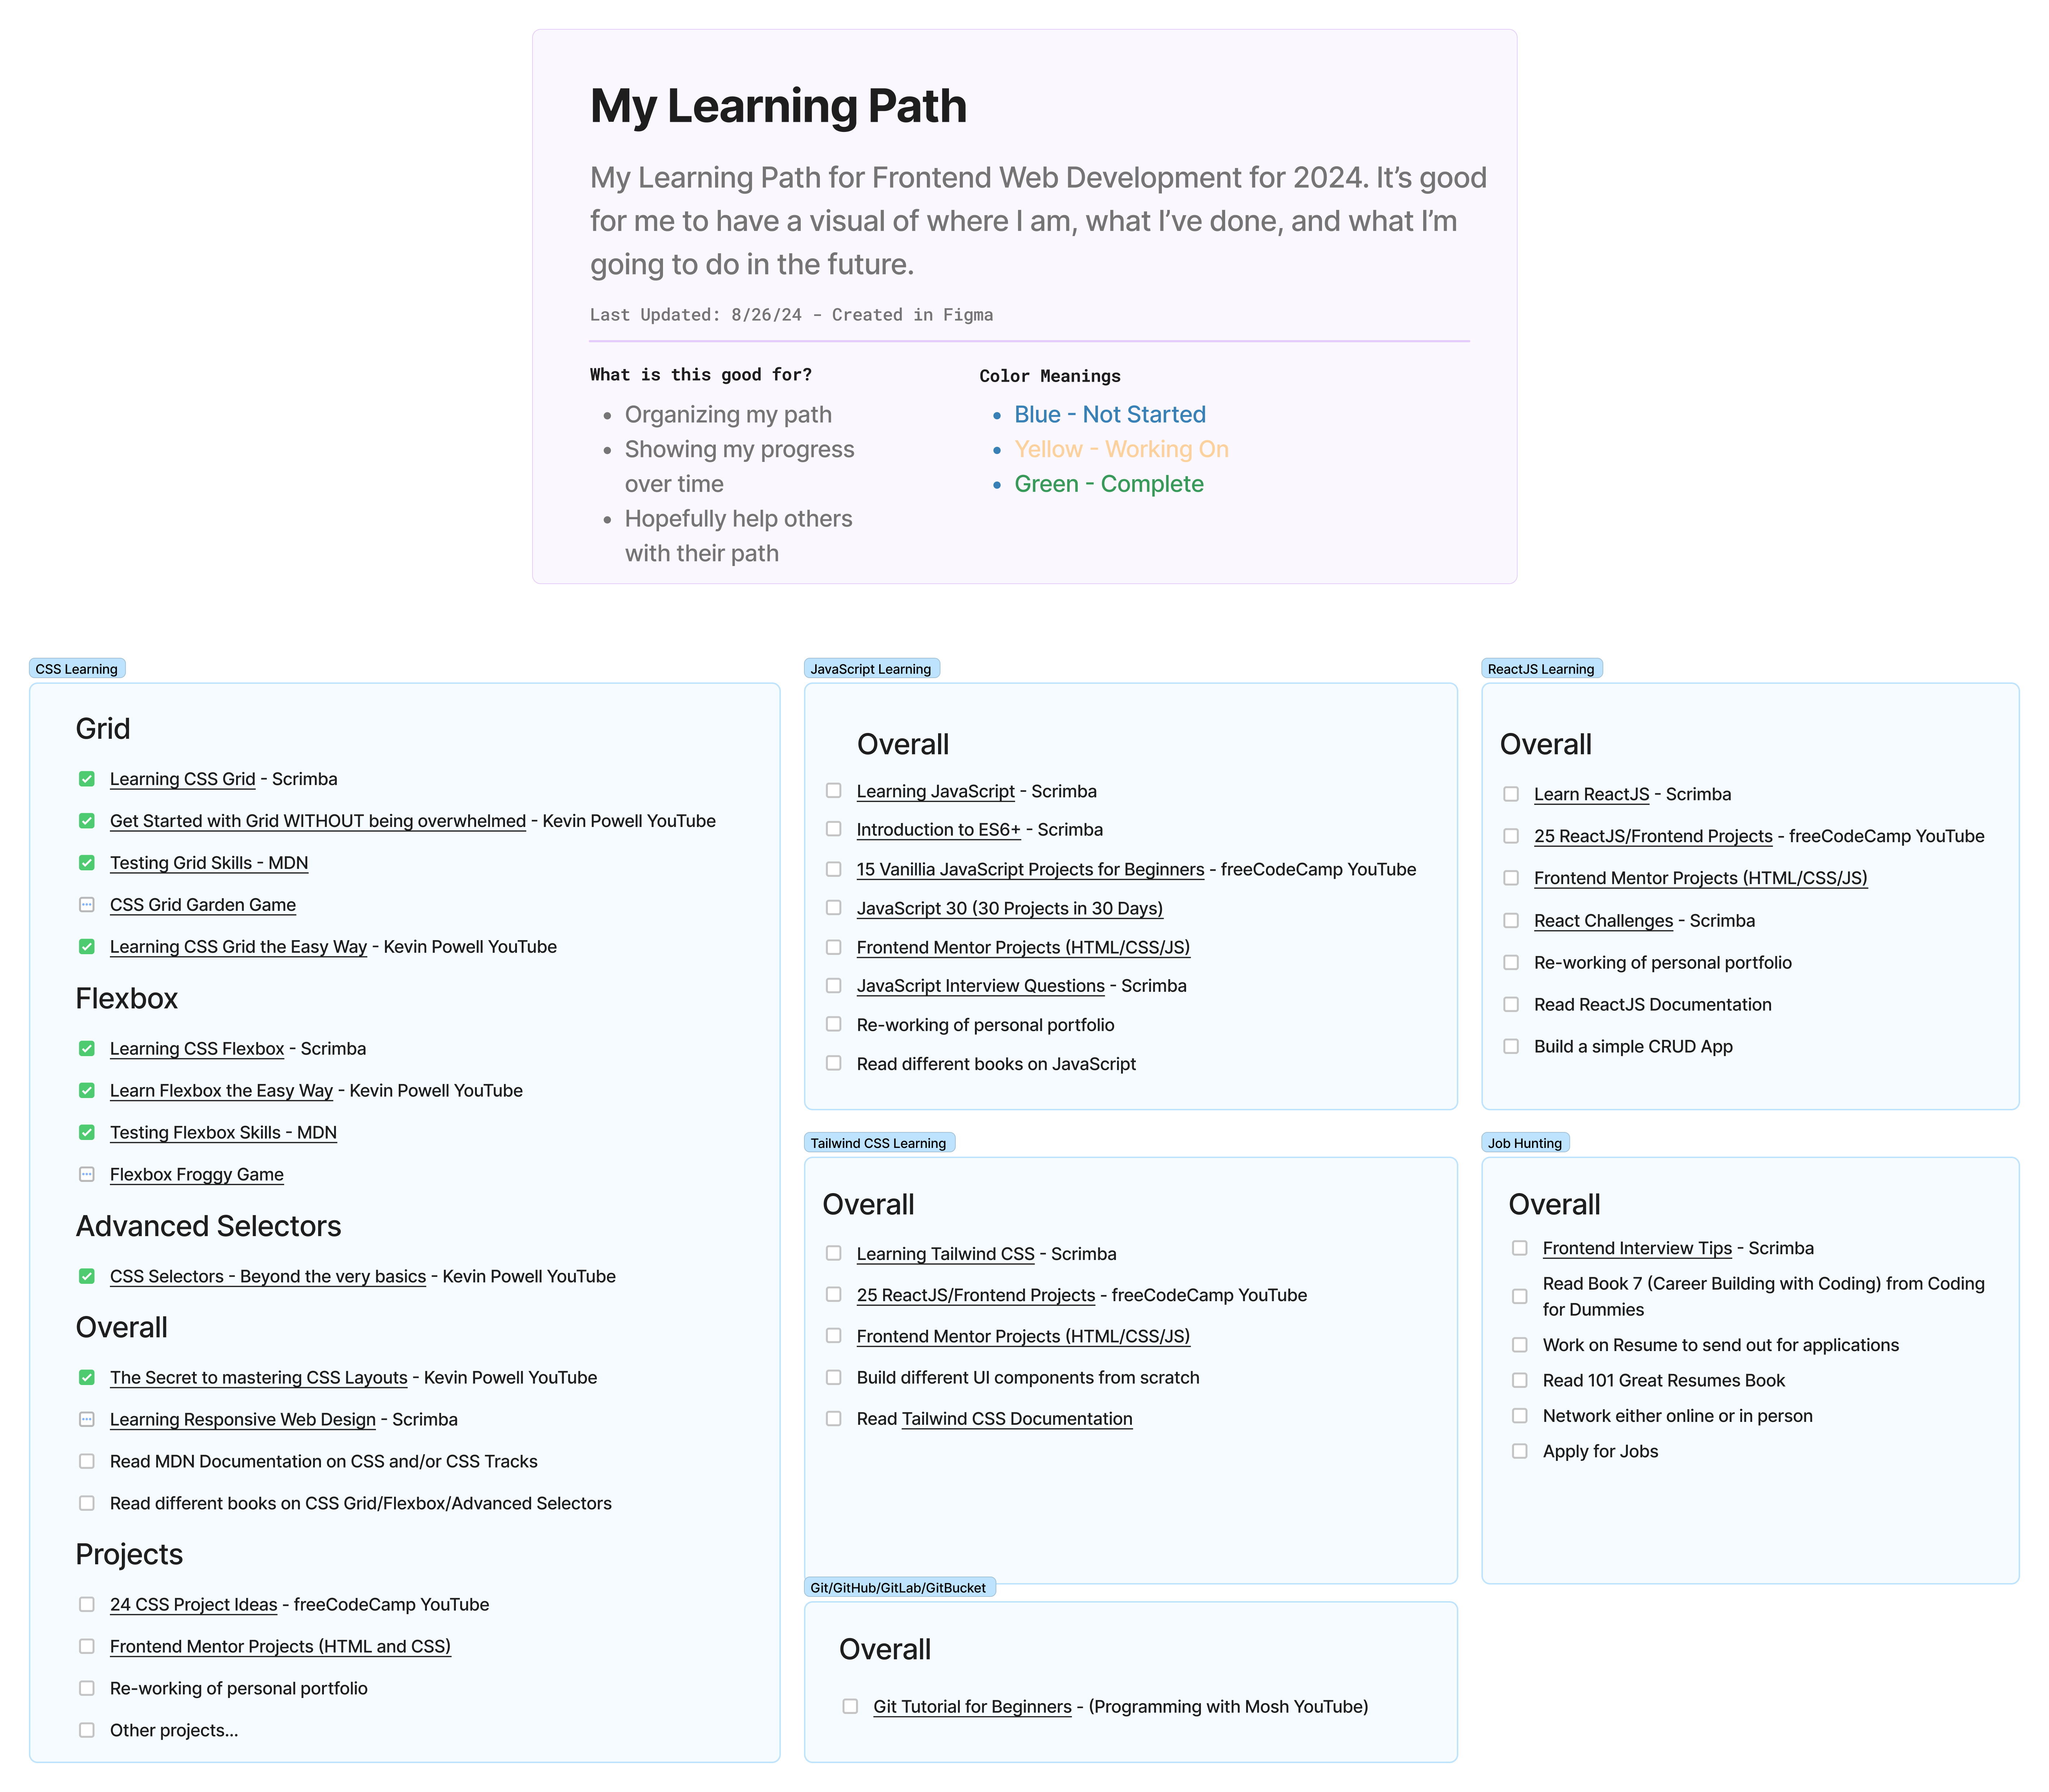 My Learning Path
My Learning Path for Frontend Web Development for 2024. It’s good
for me to have a visual of where I am, what I’ve done, and what I’m
going to do in the future.
Last Updated: 8/26/24 - Created in Figma
What is this good for?
Organizing my path
Showing my progress
over time
Hopefully help others
with their path
Color Meanings
Blue - Not Started
Yellow - Working On
Green - Complete
CSS Learning
Grid
Learning CSS Grid - Scrimba
Get Started with Grid WITHOUT being overwhelmed - Kevin Powell YouTube
Testing Grid Skills - MDN
CSS Grid Garden Game
Learning CSS Grid the Easy Way - Kevin Powell YouTube
Flexbox
Learning CSS Flexbox - Scrimba
Learn Flexbox the Easy Way - Kevin Powell YouTube
Testing Flexbox Skills - MDN
Flexbox Froggy Game
Advanced Selectors
CSS Selectors - Beyond the very basics - Kevin Powell YouTube
Overall
The Secret to mastering CSS Layouts - Kevin Powell YouTube
Learning Responsive Web Design - Scrimba
Read MDN Documentation on CSS and/or CSS Tracks
Read different books on CSS Grid/Flexbox/Advanced Selectors
Projects
24 CSS Project Ideas - freeCodeCamp YouTube
Frontend Mentor Projects (HTML and CSS)
Re-working of personal portfolio
Other projects...
JavaScript Learning
Overall
Learning JavaScript - Scrimba
Introduction to ES6+ - Scrimba
15 Vanillia JavaScript Projects for Beginners - freeCodeCamp YouTube
JavaScript 30 (30 Projects in 30 Days)
Frontend Mentor Projects (HTML/CSS/JS)
JavaScript Interview Questions - Scrimba
Re-working of personal portfolio
Read different books on JavaScript
ReactJS Learning
Overall
Learn ReactJS - Scrimba
25 ReactJS/Frontend Projects - freeCodeCamp YouTube
Frontend Mentor Projects (HTML/CSS/JS)
React Challenges - Scrimba
Re-working of personal portfolio
Read ReactJS Documentation
Build a simple CRUD App
Tailwind CSS Learning
Overall
Learning Tailwind CSS - Scrimba
25 ReactJS/Frontend Projects - freeCodeCamp YouTube
Frontend Mentor Projects (HTML/CSS/JS)
Build different UI components from scratch
Read Tailwind CSS Documentation
Job Hunting
Overall
Frontend Interview Tips - Scrimba
Read Book 7 (Career Building with Coding) from Coding
for Dummies
Work on Resume to send out for applications
Read 101 Great Resumes Book
Network either online or in person
Apply for Jobs
Git/GitHub/GitLab/GitBucket
Overall
Git Tutorial for Beginners - (Programming with Mosh YouTube)